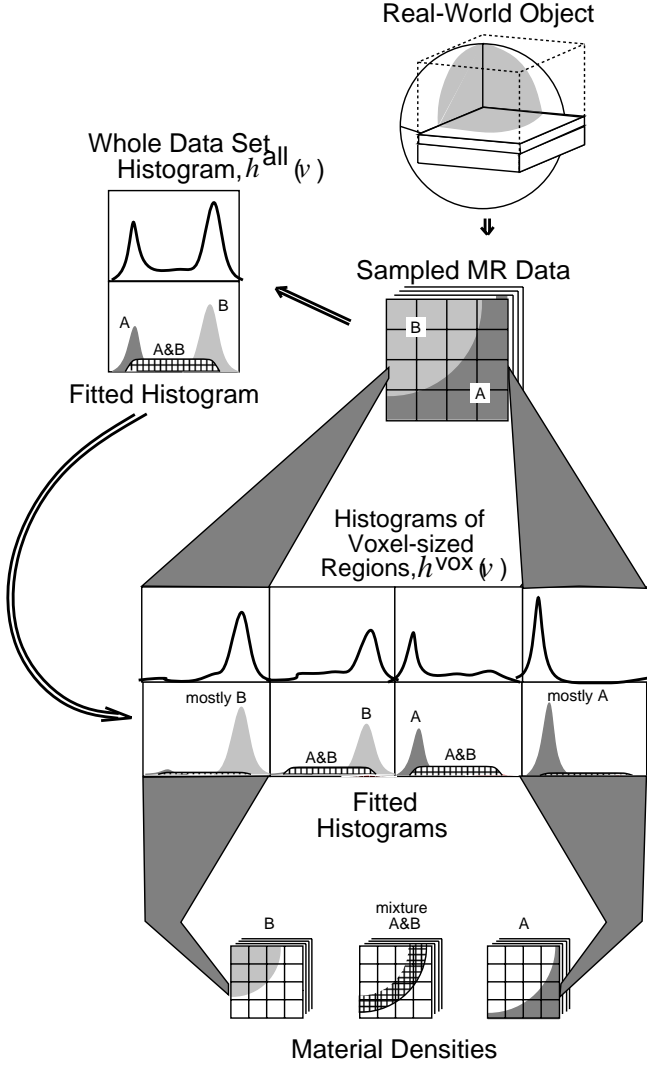 Real-World Object
Whole Data Set
Histogram, h all (v)
Sampled MR Data
B
A
B
A
A&B
Fitted Histogram
Histograms of
Voxel-sized
Regions, h vox (v)
mostly B
B
A&B
A
A&B
mostly A
Fitted
Histograms
B
mixture
A&B
A
Material Densities